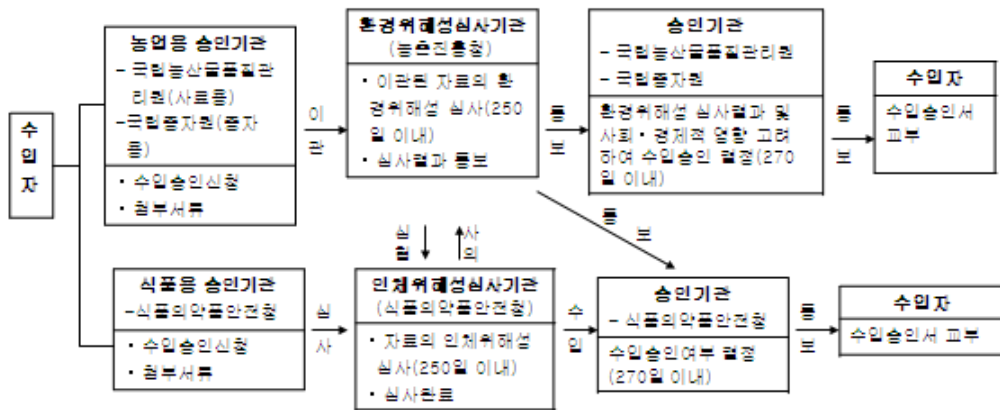 수
입
자
농업용 승인기관
- 국립농산물품질관
리원(사료용)
-국립종자원(종자
용)
· 수입승인신청
· 첨부서류
이
관
환경위해성심사기관
(농촌진흥청)
· 이관된 자료의 환
경위해성 심사(250
일 이내)
· 심사결과 통보
통
보
승인기관
- 국립농산물품질관리원
- 국립종자원
환경위해성 심사결과 및
사회·경제적 영향 고려
하여 수입승인 결정(270
일 이내)
통
보
수입자
수입승인서
교부
심
협
사
의
통
보
식품용 승인기관
-식품의약품안전청
· 수입승인신청
· 첨부서류
심
사
인체위해성심사기관
(식품의약품안전청)
· 자료의 인체위해성
심사(250일 이내)
· 심사완료
수
입
승인기관
- 식품의약품안전청
수입승인여부 결정
(270일 이내)
통
보
수입자
수입승인서 교부